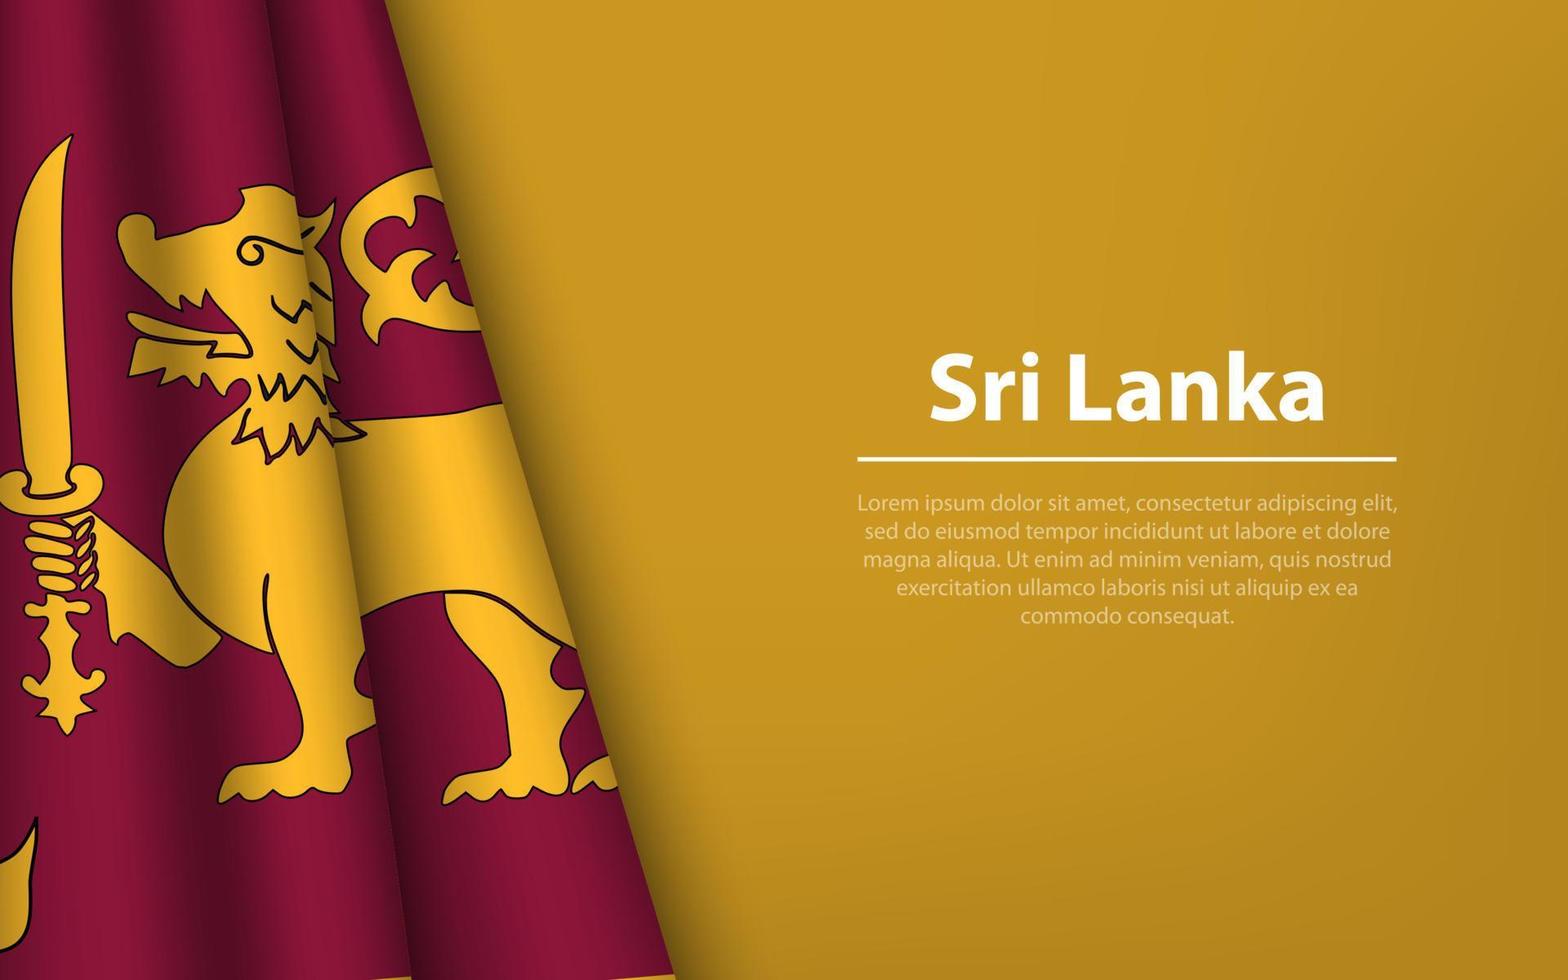 Sri Lanka
Lorem ipsum dolor sit amet, consectetur adipiscing elit,
sed do eiusmod tempor incididunt ut labore et dolore
magna aliqua. Ut enim ad minim veniam, quis nostrud
exercitation ullamco laboris nisi ut aliquip ex ea
commodo consequat.